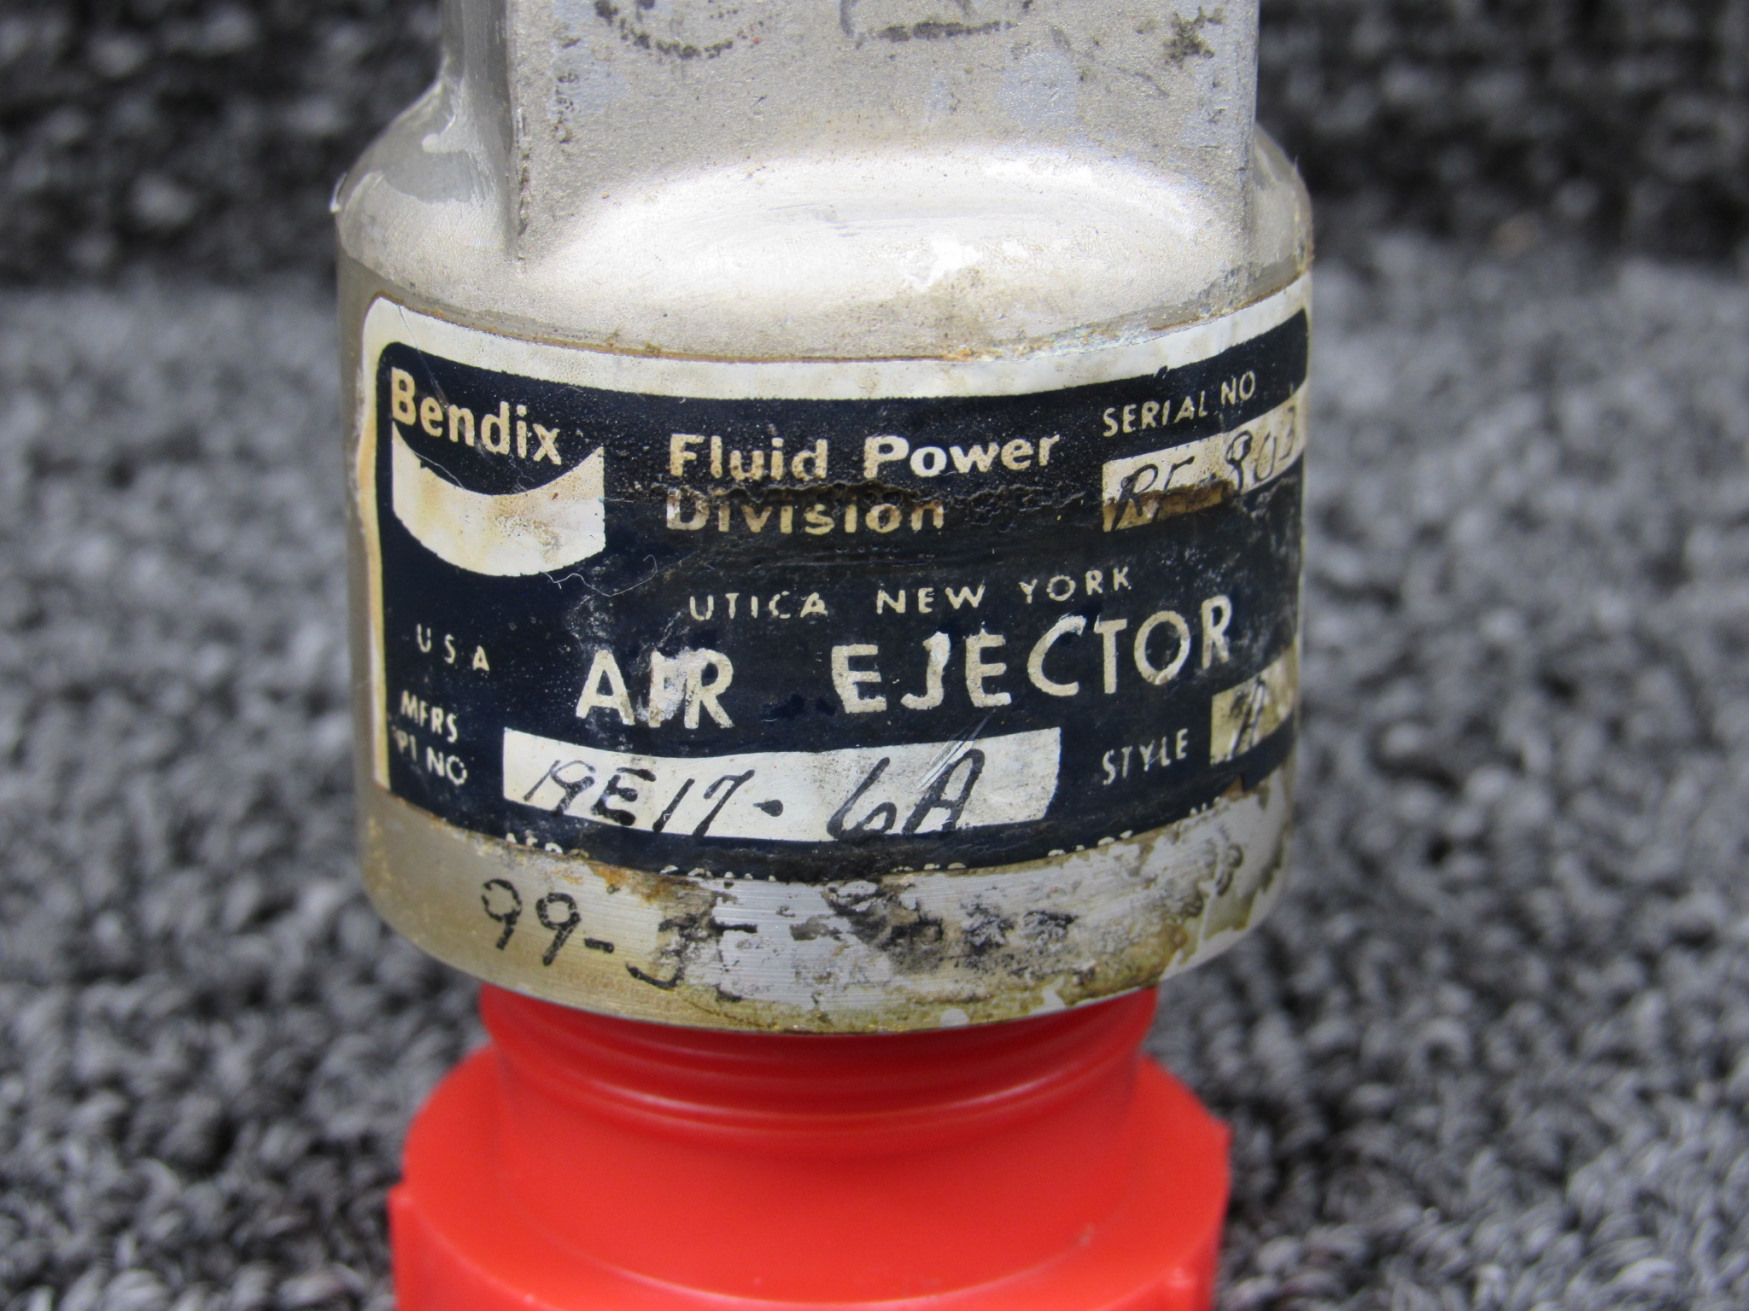 Bendix
Fluid Power
Division
SERIAL NO
UTICA NEW YORK
USA
AIR EJECTOR
MFRS
PT NO
19E17-6A
STYLE A
99-3